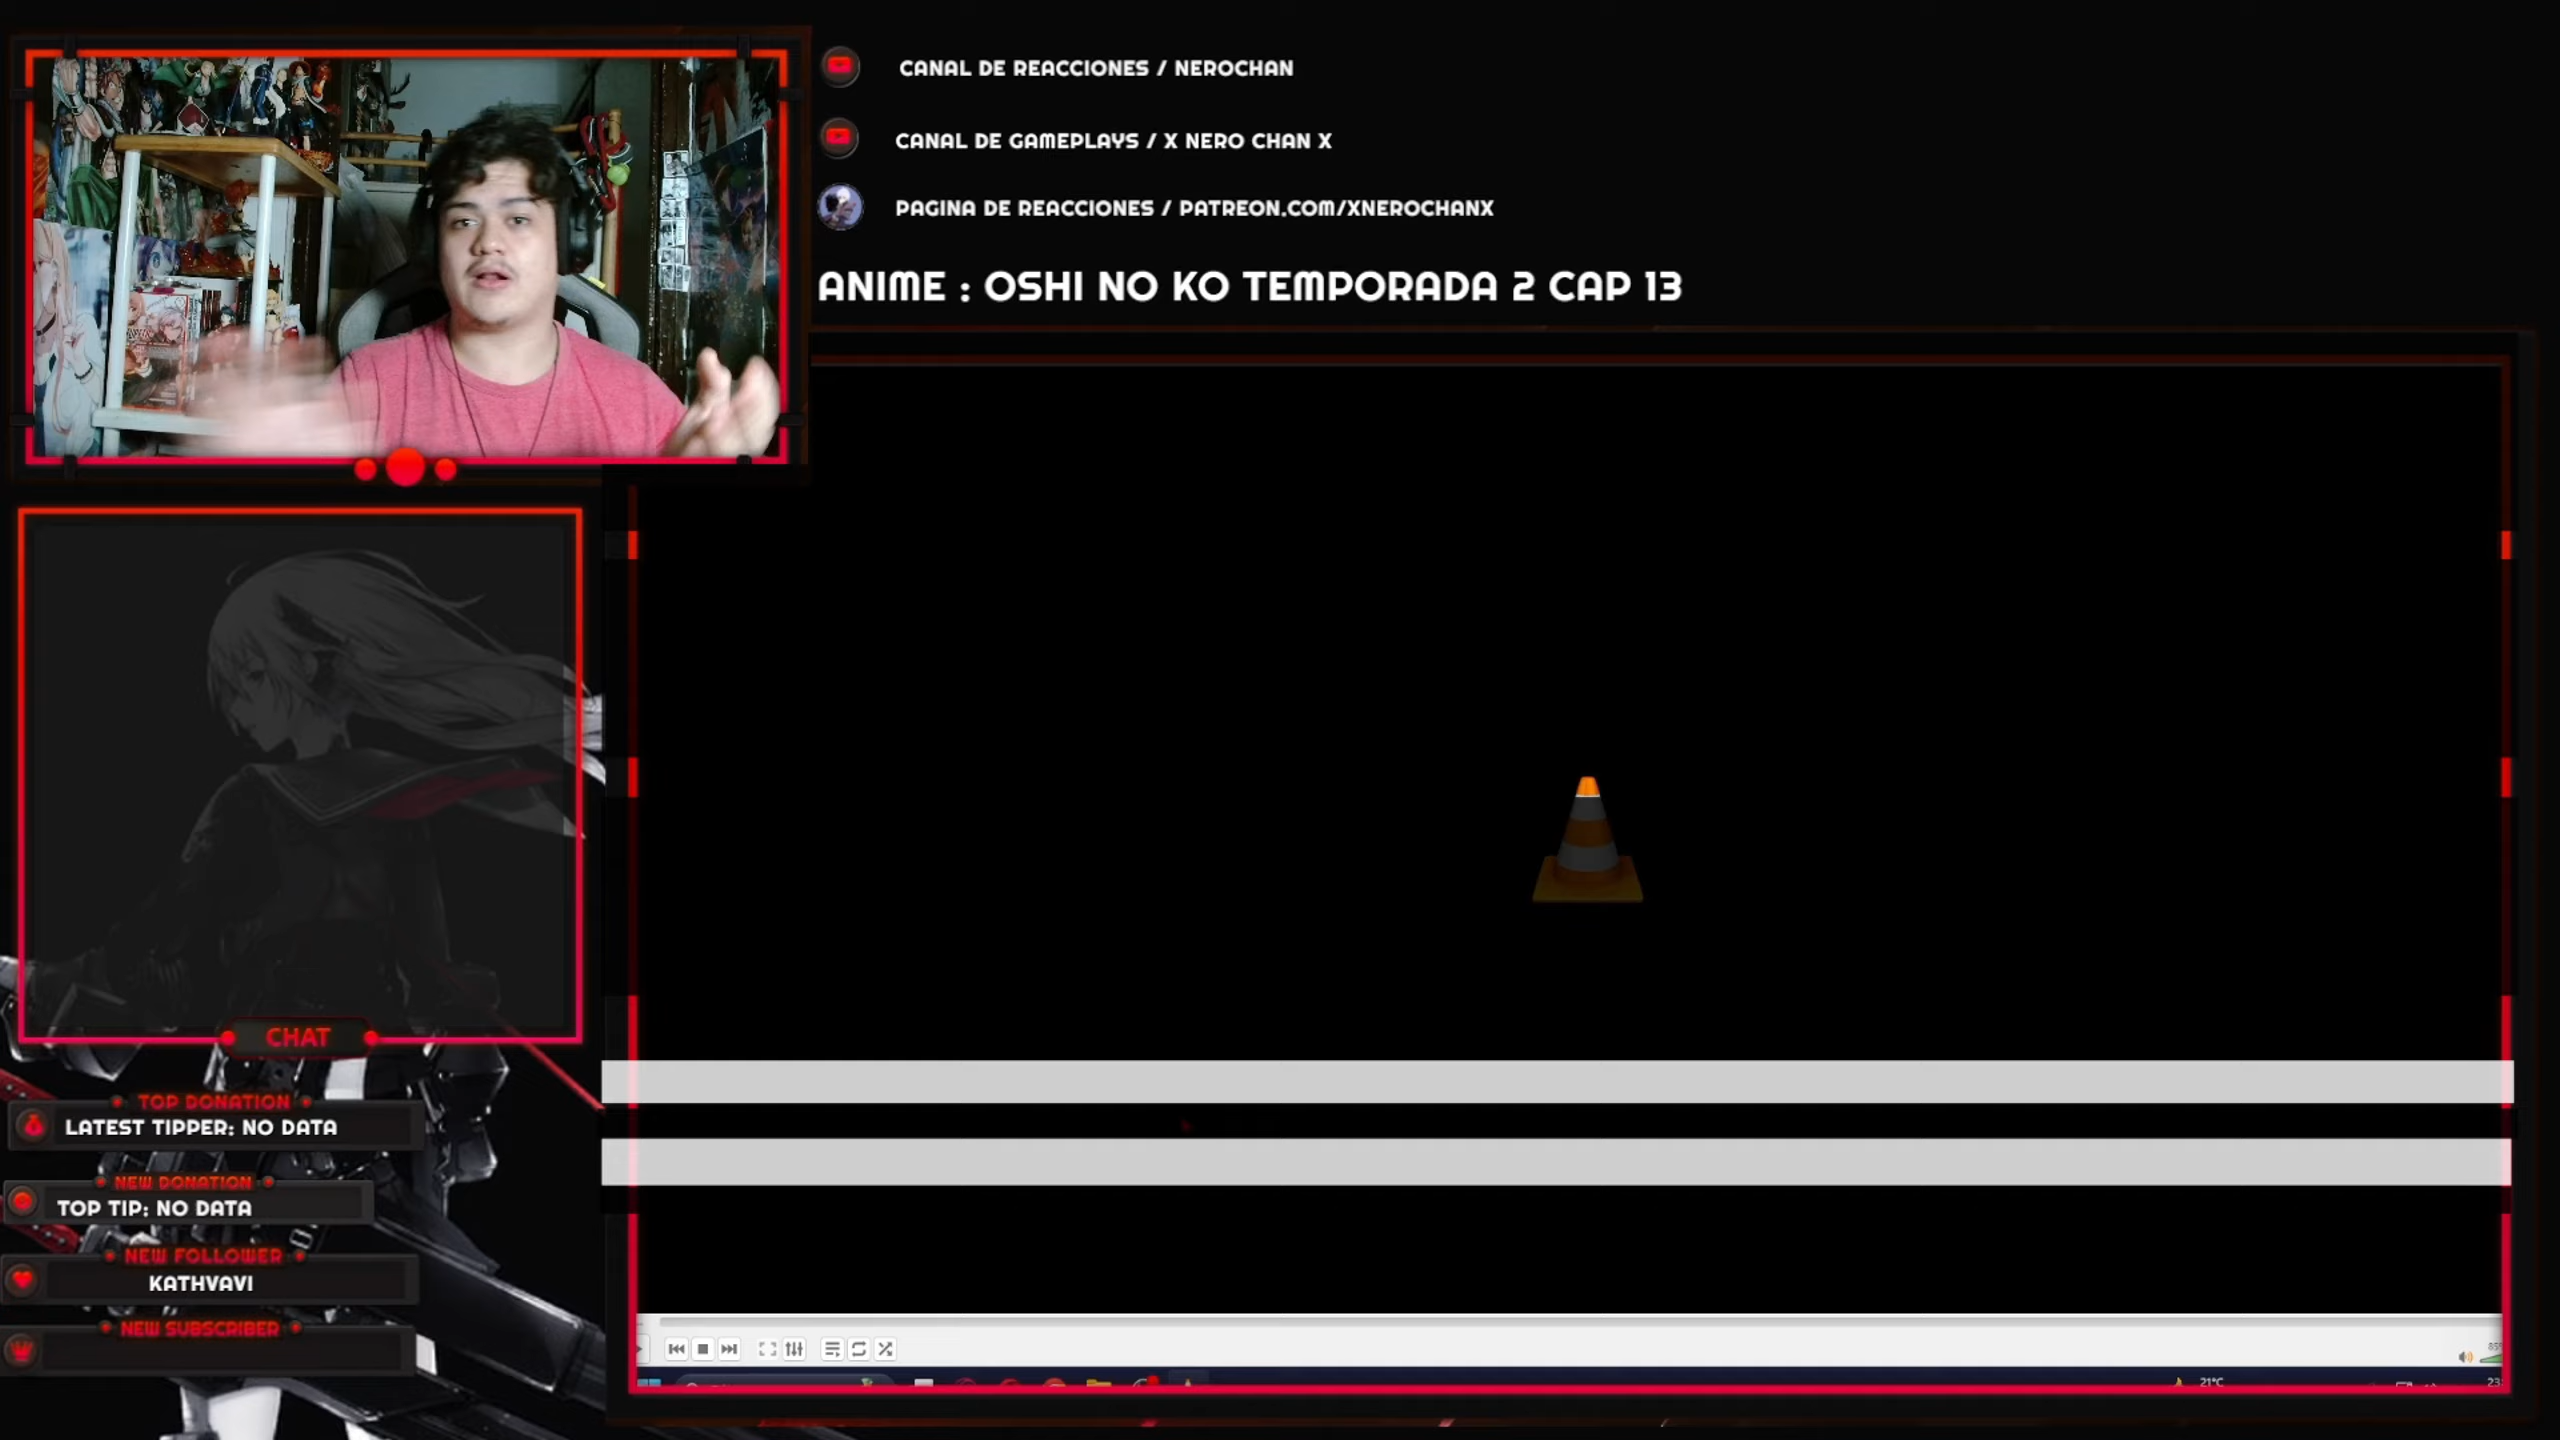 CANAL DE REACCIONES / NEROCHAN
CANAL DE GAMEPLAYS / X NERO CHAN X
PAGINA DE REACCIONES / PATREON.COM/XNEROCHANX
ANIME : OSHI NO KO TEMPORADA 2 CAP 13
CHAT
TOP DONATION
LATEST TIPPER: NO DATA
NEW DONATION
TOP TIP: NO DATA
NEW FOLLOWER
KATHVAVI
NEW SUBSCRIBER
85%
21°C